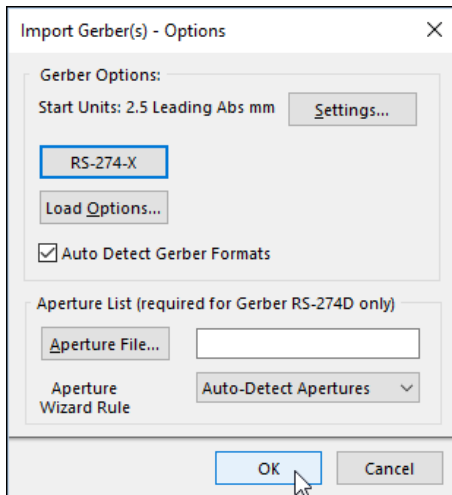 Import Gerber(s) - Options
Gerber Options:
Start Units: 2.5 Leading Abs mm
Settings...
RS-274-X
Load Options...
Auto Detect Gerber Formats
Aperture List (required for Gerber RS-274D only)
Aperture File...
Aperture
Wizard Rule
Auto-Detect Apertures
OK
Cancel